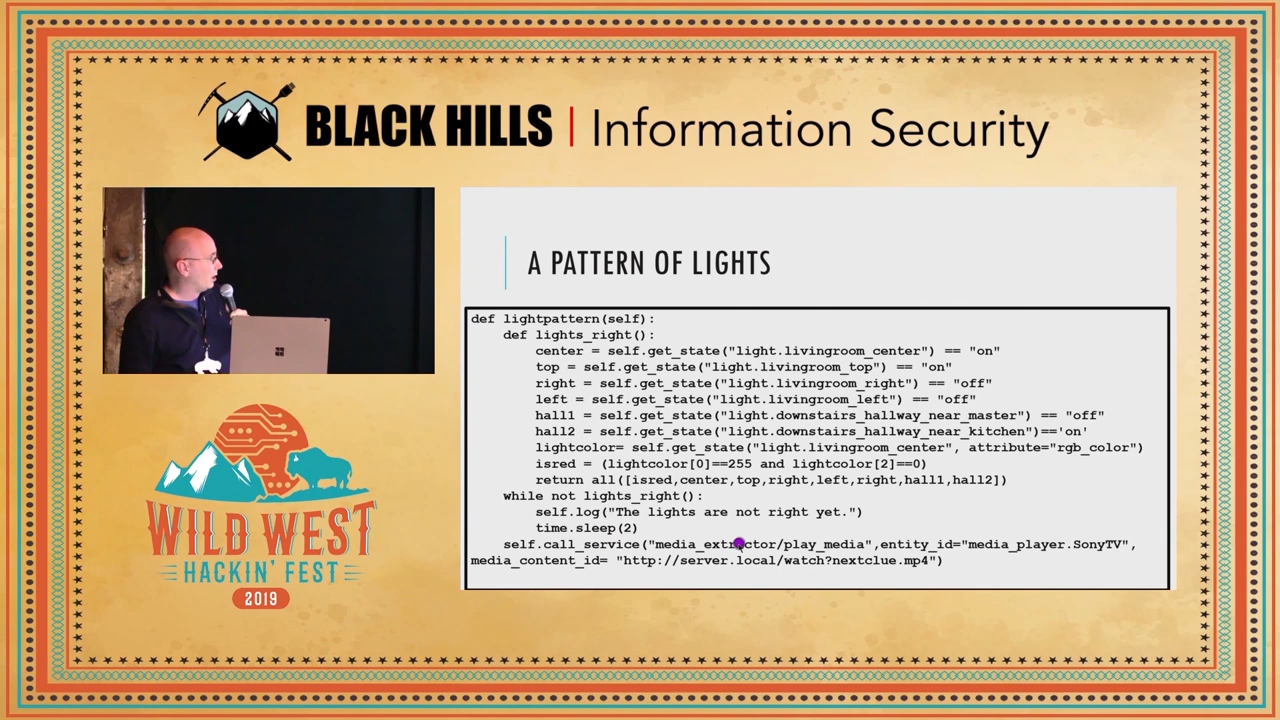 BLACK HILLS | Information Security
A PATTERN OF LIGHTS
def lightpattern(self):
    def lights_right():
        center = self.get_state("light.livingroom_center") == "on"
        top = self.get_state("light.livingroom_top") == "on"
        right = self.get_state("light.livingroom_right") == "off"
        left = self.get_state("light.livingroom_left") == "off"
        hall1 = self.get_state("light.downstairs_hallway_near_master") == "off"
        hall2 = self.get_state("light.downstairs_hallway_near_kitchen")=='on'
        lightcolor= self.get_state("light.livingroom_center", attribute="rgb_color")
        isred = (lightcolor[0]==255 and lightcolor[2]==0)
        return all([isred,center,top,right,left,right,hall1,hall2])
    while not lights_right():
        self.log("The lights are not right yet.")
        time.sleep(2)
    self.call_service("media_extractor/play_media",entity_id="media_player.SonyTV",
media_content_id= "http://server.local/watch?nextclue.mp4")
WILD WEST
HACKIN' FEST
2019